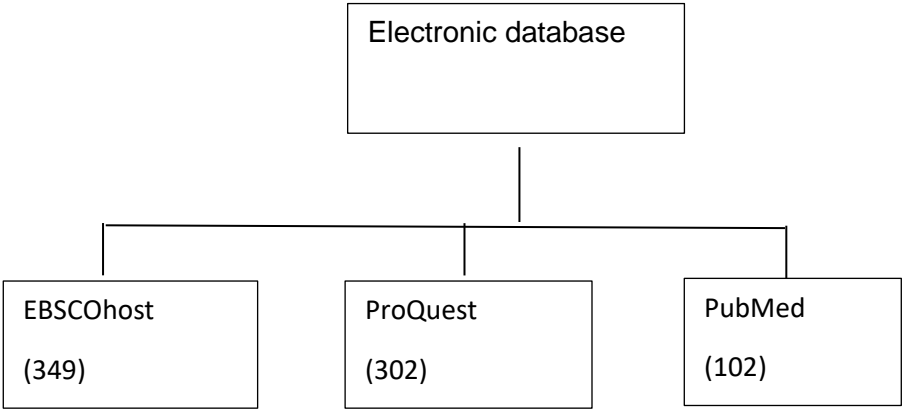 Electronic database
EBSCOhost
(349)
ProQuest
(302)
PubMed
(102)